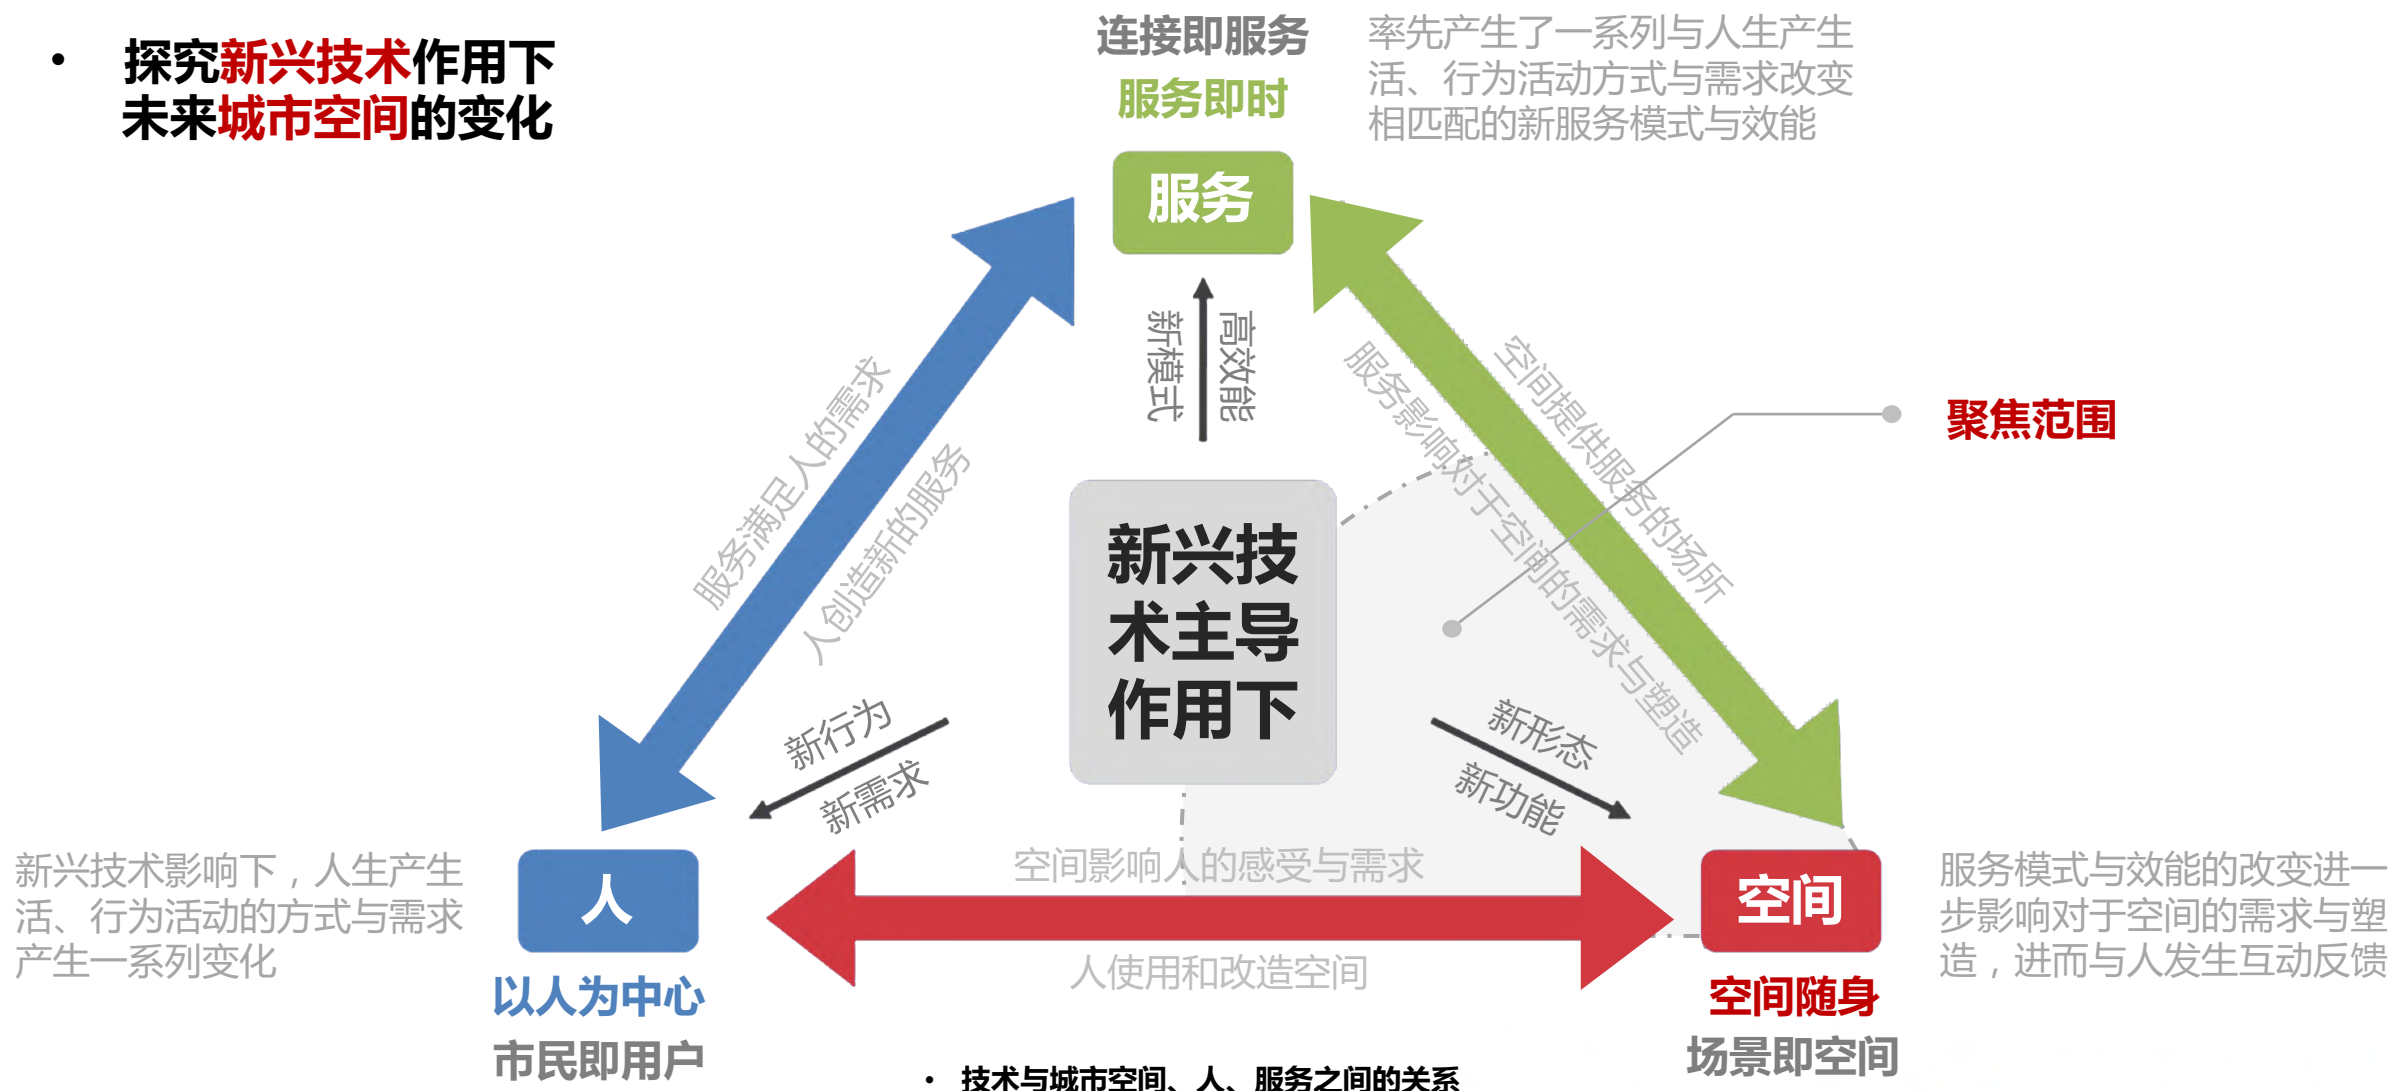 • 探究新兴技术作用下
未来城市空间的变化
连接即服务
服务即时
率先产生了一系列与人生产生
活、行为活动方式与需求改变
相匹配的新服务模式与效能
服务
新模式
高效能
服务满足人的需求
人创造新的服务
空间提供服务的场所
服务影响对于空间的需求与塑造
聚焦范围
新兴技
术主导
作用下
新行为
新需求
新形态
新功能
新兴技术影响下，人生产生
活、行为活动的方式与需求
产生一系列变化
人
以人为中心
市民即用户
空间影响人的感受与需求
人使用和改造空间
空间
空间随身
场景即空间
服务模式与效能的改变进一
步影响对于空间的需求与塑
造，进而与人发生互动反馈
• 技术与城市空间、人、服务之间的关系